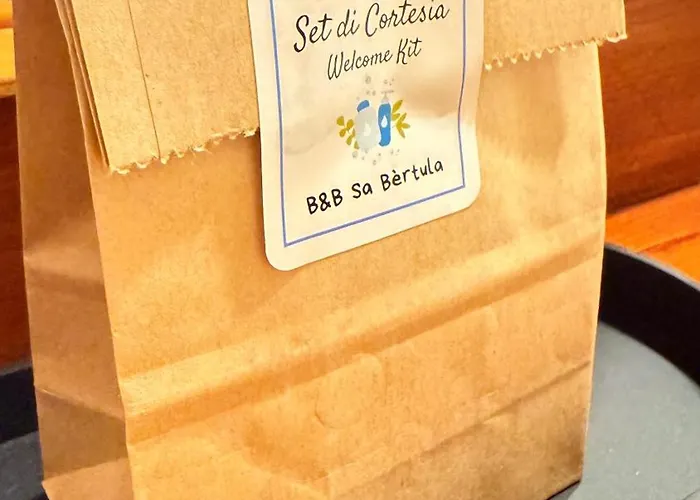 Set di Cortesia
Welcome Kit
B&B Sa Bèrtula